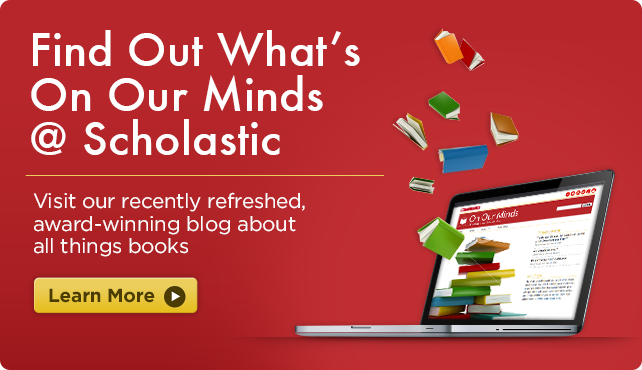 Find Out What's
On Our Minds
@ Scholastic
Visit our recently refreshed,
award-winning blog about
all things books
Learn More
On Our Minds